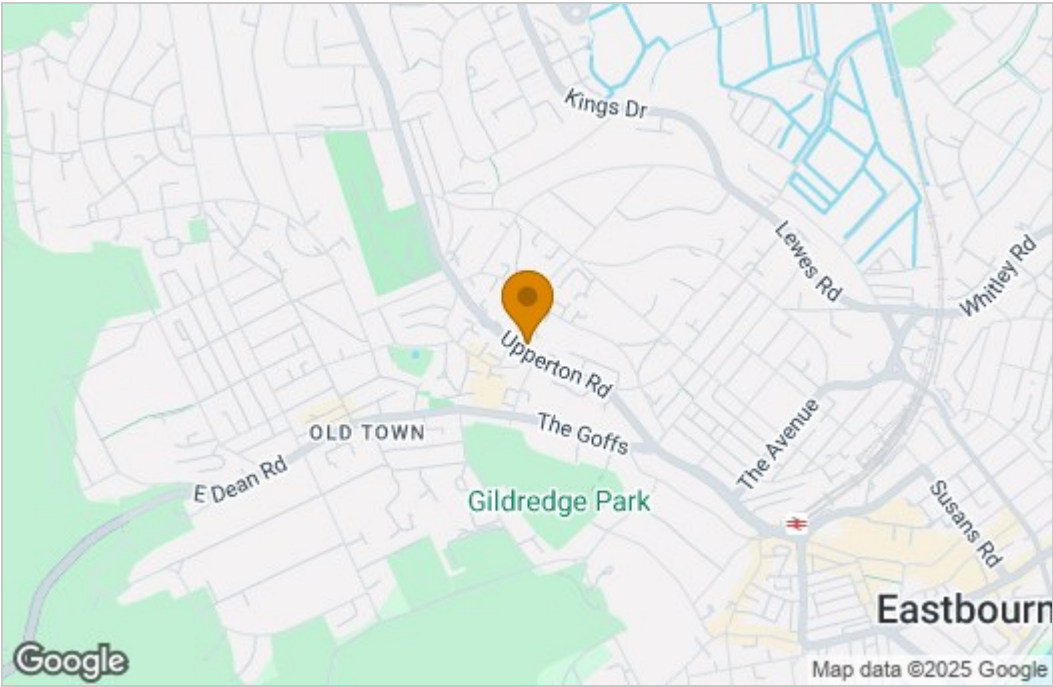 Kings Dr
Lewes Rd
Whitley Rd
Upperton Rd
The Goffs
OLD TOWN
The Avenue
E Dean Rd
Gildredge Park
Susans Rd
Eastbourn
Google
Map data ©2025 Google